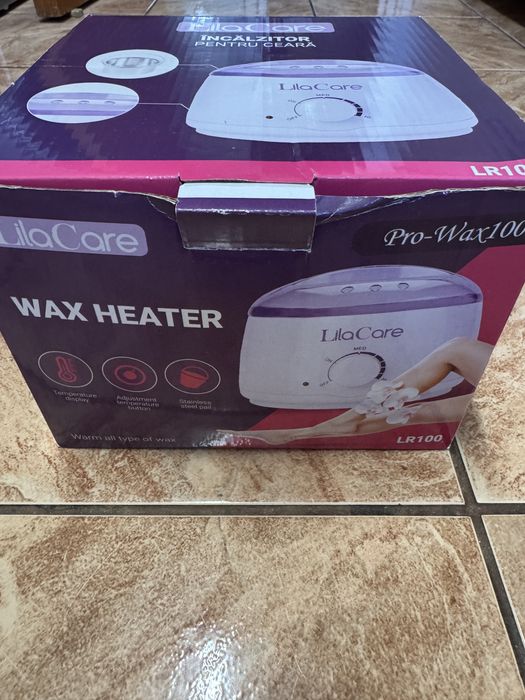 LilaCare
ÎNCĂLZITOR
PENTRU CEARĂ
LilaCare
MED
LR100
LilaCare
Pro-Wax100
WAX HEATER
LilaCare
MED
Temperature
display
Adjustment
temperature
button
Stainless
steel pail
Warm all type of wax
LR100